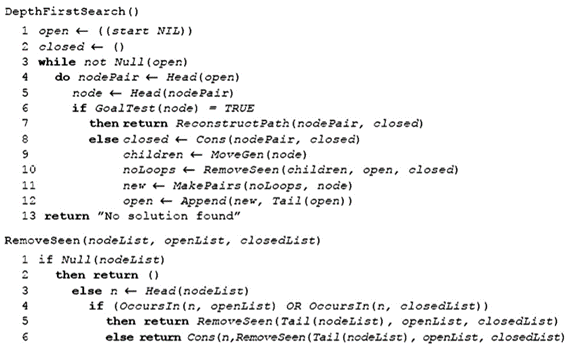 DepthFirstSearch()
1 open ← ((start NIL))
2 closed ← ()
3 while not Null(open)
4 do nodePair ← Head(open)
5 node ← Head(nodePair)
6 if GoalTest(node) = TRUE
7 then return ReconstructPath(nodePair, closed)
8 else closed ← Cons(nodePair, closed)
9 children ← MoveGen(node)
10 noLoops ← RemoveSeen(children, open, closed)
11 new ← MakePairs(noLoops, node)
12 open ← Append(new, Tail(open))
13 return "No solution found"
RemoveSeen(nodeList, openList, closedList)
1 if Null(nodeList)
2 then return ()
3 else n ← Head(nodeList)
4 if (OccursIn(n, openList) OR OccursIn(n, closedList))
5 then return RemoveSeen(Tail(nodeList), openList, closedList)
6 else return Cons(n,RemoveSeen(Tail(nodeList), openList, closedList)